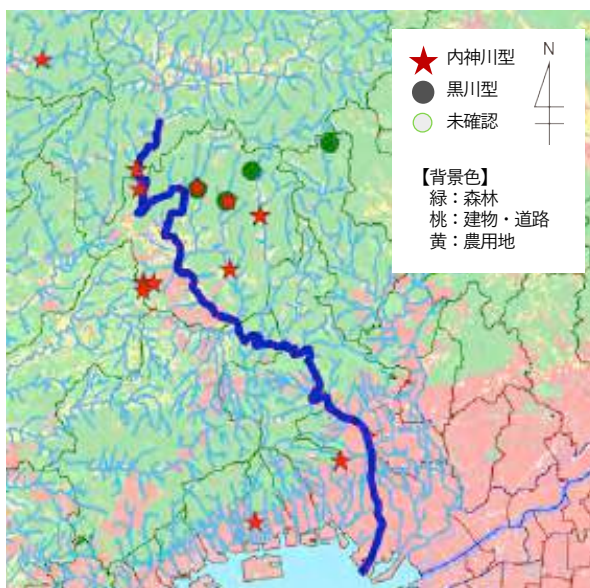 内神川型
黒川型
未確認
N
【背景色】
緑：森林
桃：建物・道路
黄：農用地